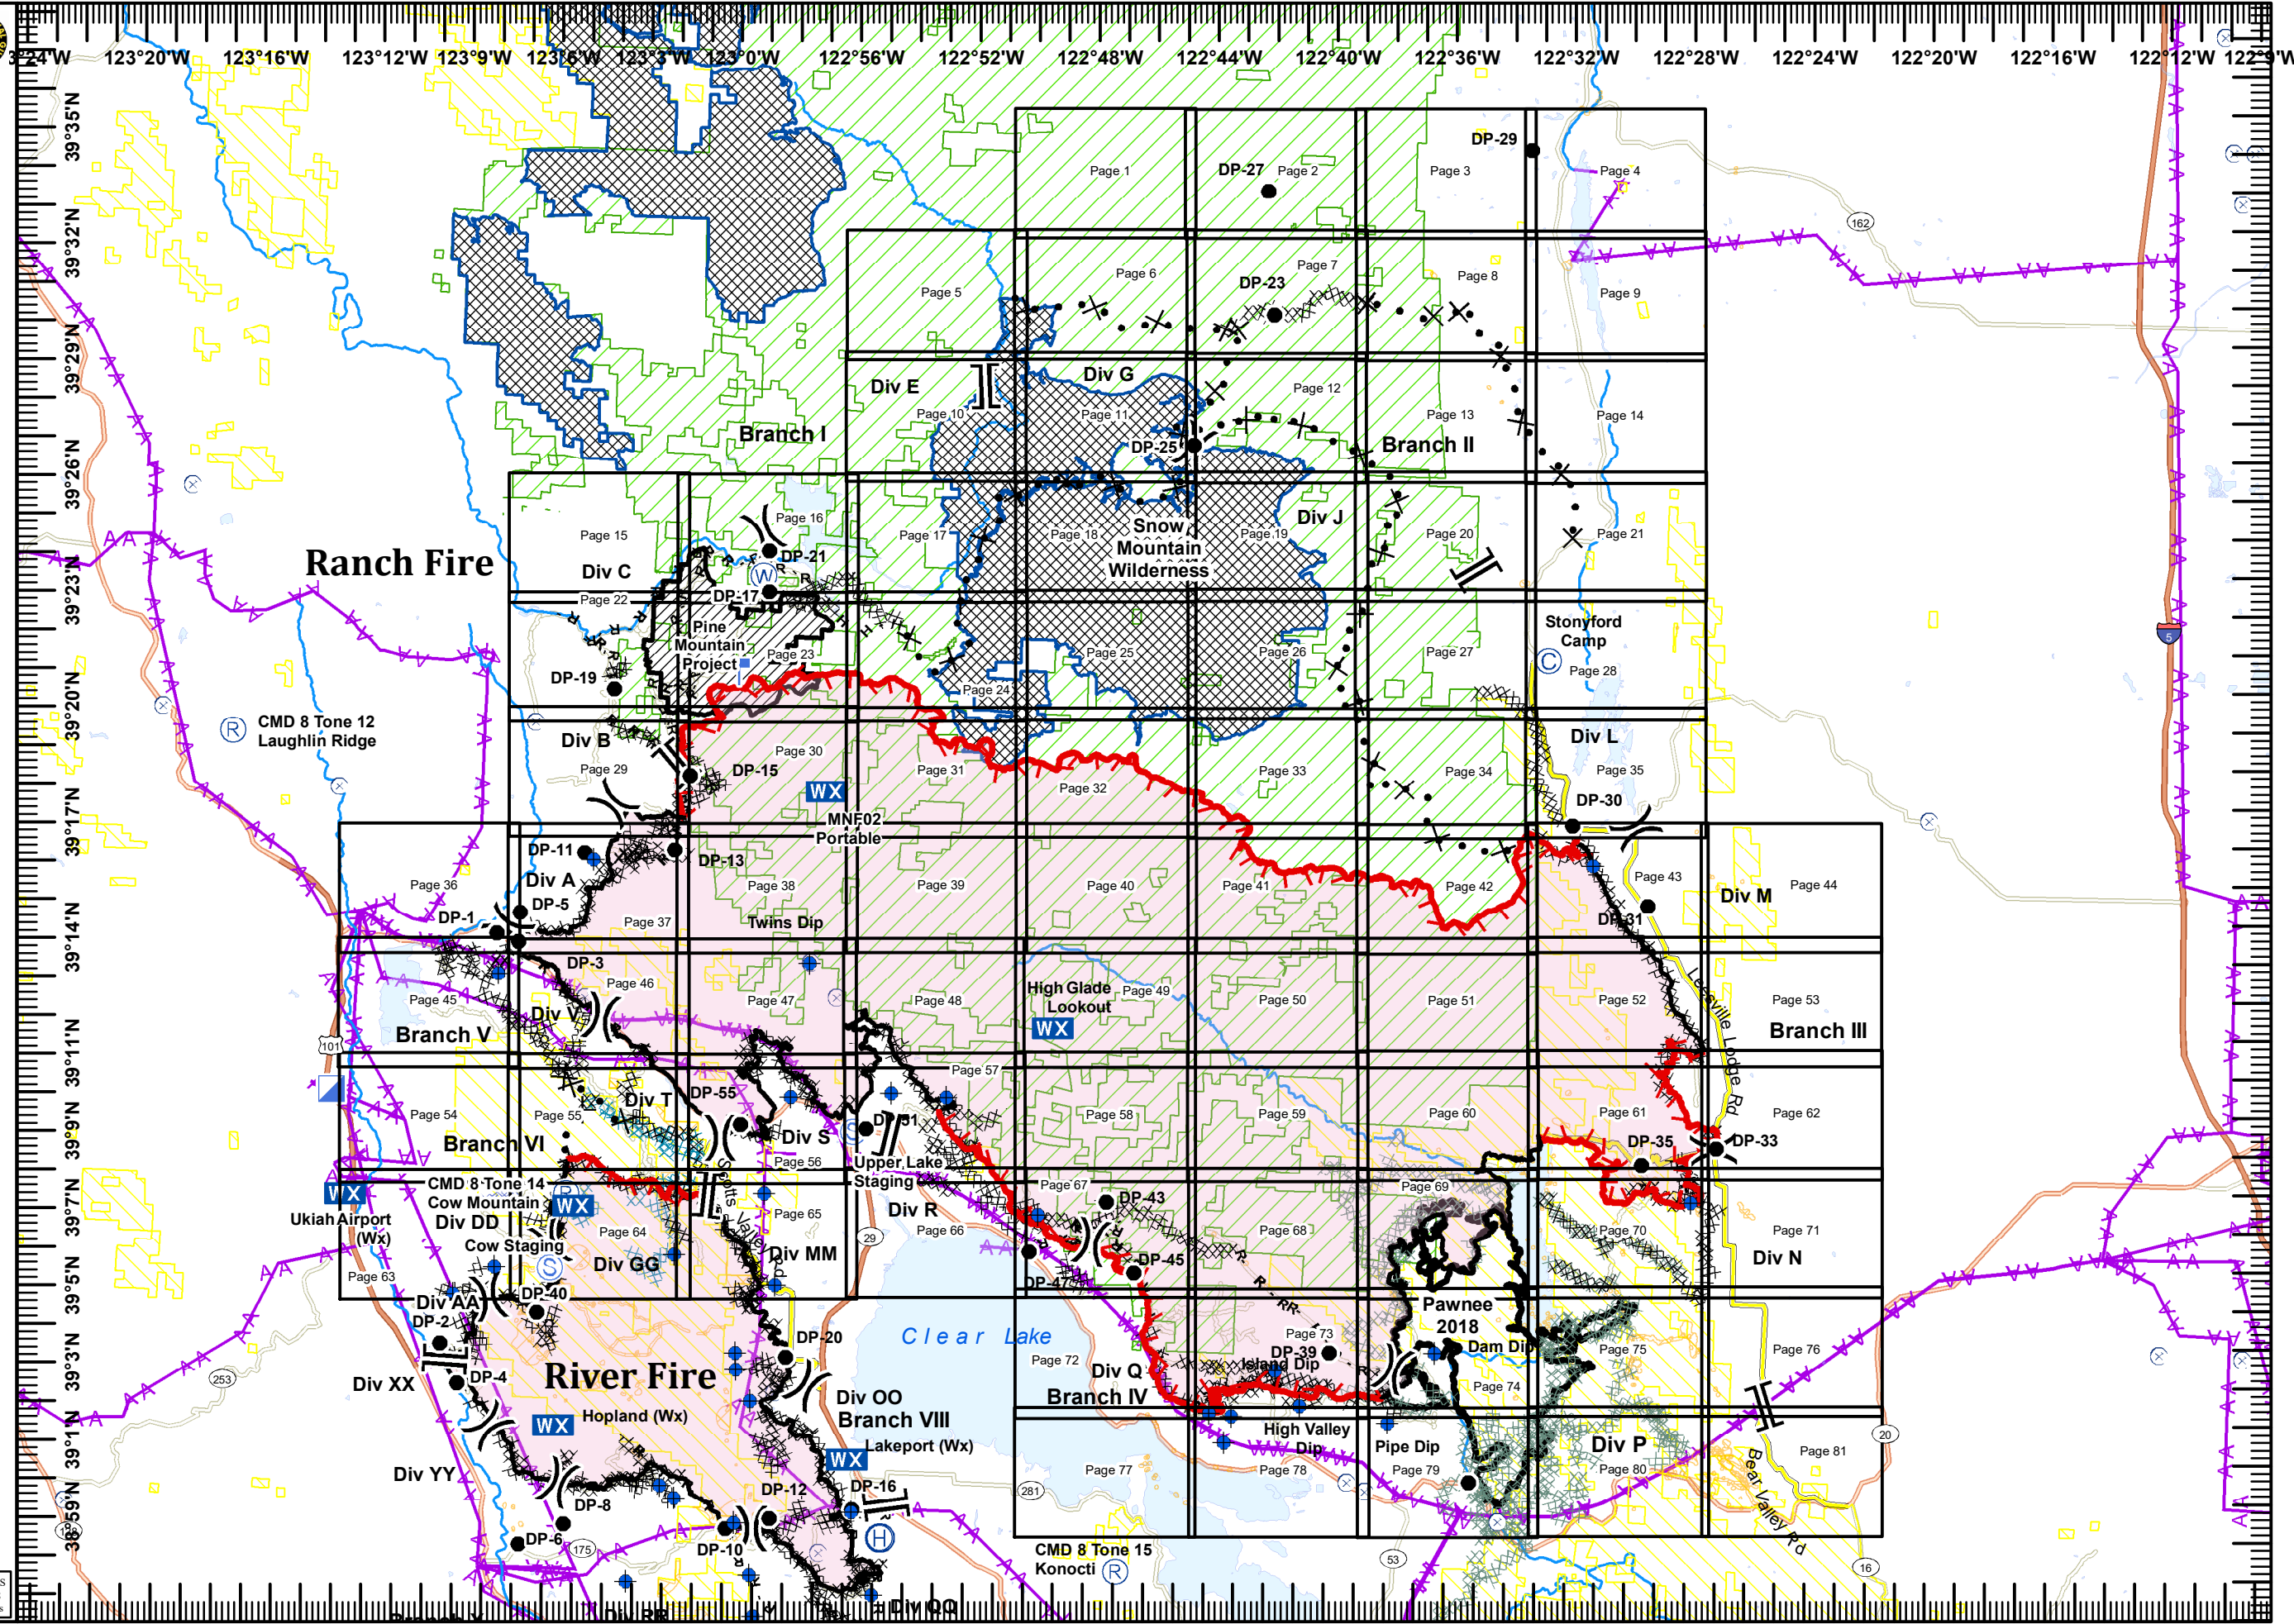 123°20'W 123°16'W 123°12'W 123°9'W 123°6'W 123°3'W 123°0'W 122°56'W 122°52'W 122°48'W 122°44'W 122°40'W 122°36'W 122°32'W 122°28'W 122°24'W 122°20'W 122°16'W 122°12'W 122°9'W
39°35'N
39°32'N
39°29'N
39°26'N
39°23'N
39°20'N
39°17'N
39°14'N
39°11'N
39°9'N
39°7'N
39°5'N
39°3'N
39°1'N
38°59'N
DP-29
Page 1
DP-27
Page 2
Page 3
Page 4
162
Page 5
Page 6
Page 7
DP-23
Page 8
Page 9
Div E
Div G
Page 10
Page 11
Page 12
Page 13
Page 14
Branch I
DP-25
Branch II
Page 15
Page 16
Page 17
Page 18
Snow
Mountain
Wilderness
Page 19
Div J
Page 20
Page 21
Ranch Fire
DP-21
W
Div C
DP-17
Page 22
Pine
Mountain
Project
Page 23
Page 24
Page 25
Page 26
Page 27
Stonyford
Camp
C
Page 28
5
DP-19
R
CMD 8 Tone 12
Laughlin Ridge
Div B
Page 29
DP-15
Page 30
WX
MNF02
Portable
Page 31
Page 32
Page 33
Page 34
Div L
Page 35
DP-30
DP-11
DP-13
Div A
Page 36
DP-5
DP-1
Page 37
Page 38
Twins Dip
Page 39
Page 40
Page 41
Page 42
Page 43
Page 44
Div M
DP-31
DP-3
Page 45
Page 46
Div V
Page 47
Page 48
High Glade
Lookout
WX
Page 49
Page 50
Page 51
Page 52
Page 53
Leesville Lodge Rd
Branch V
Branch III
101
Page 54
Page 55
Div T
DP-55
Div S
Page 56
DP-51
Page 57
Page 58
Page 59
Page 60
Page 61
Page 62
DP-35
DP-33
Branch VI
CMD 8 Tone 14
Cow Mountain
WX
WX
Ukiah Airport
(Wx)
Div DD
Cow Staging
S
Page 63
Page 64
Div GG
Page 65
Div MM
Upper Lake
Staging
Div R
Page 66
29
Page 67
DP-43
DP-45
DP-47
Page 68
Page 69
Page 70
Page 71
Div N
Div AA
DP-40
DP-2
DP-4
Div XX
253
River Fire
DP-20
Clear Lake
Page 72
Div Q
Branch IV
Page 73
DP-39
Island Dip
Pawnee
2018
Dam Dip
Page 74
Page 75
Page 76
Div OO
Branch VIII
Lakeport (Wx)
WX
Hopland (Wx)
WX
Div YY
DP-8
DP-6
175
DP-10
DP-12
DP-16
H
Page 77
281
High Valley
Dip
Page 78
Pipe Dip
Page 79
Div P
Page 80
Page 81
20
Bear Valley Rd
16
53
CMD 8 Tone 15
Konocti
R
Div RR
Div QQ